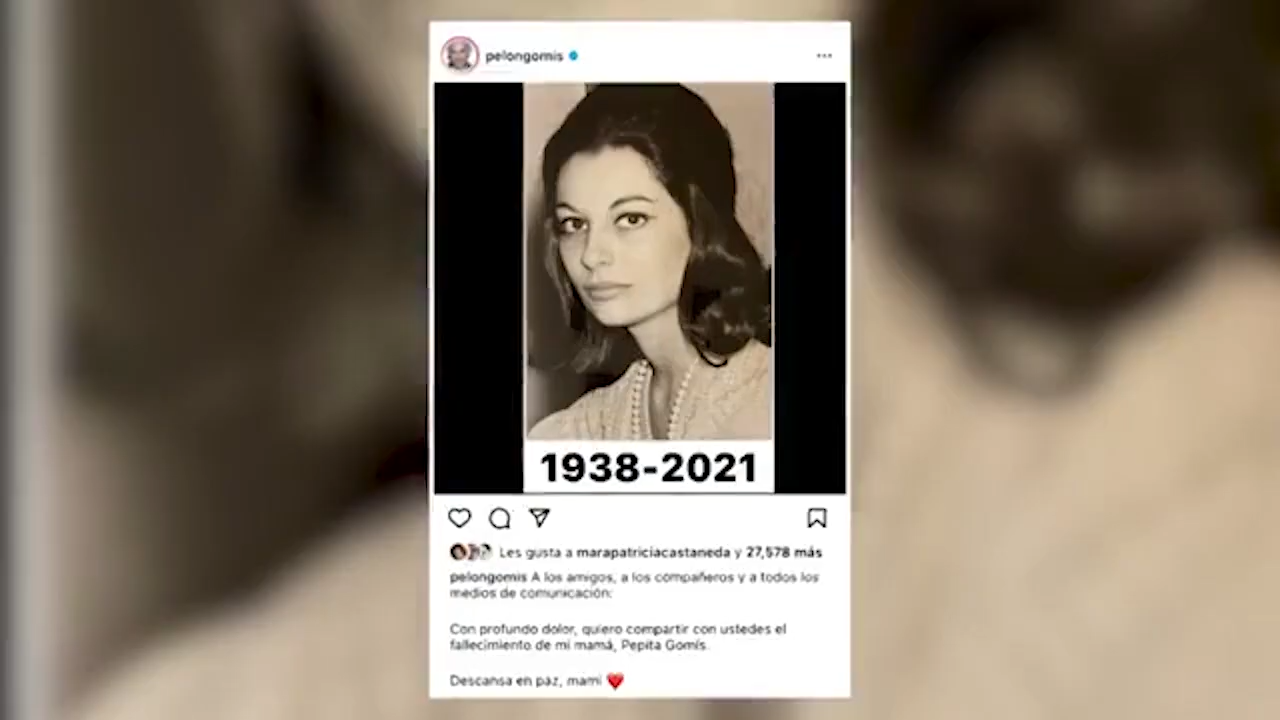 pelongomis
1938-2021
Les gusta a marapatriciacastaneda y 27,578 más
pelongomis A los amigos, a los compañeros y a todos los
medios de comunicación:
Con profundo dolor, quiero compartir con ustedes el
fallecimiento de mi mamá, Pepita Gomís.
Descansa en paz, mami